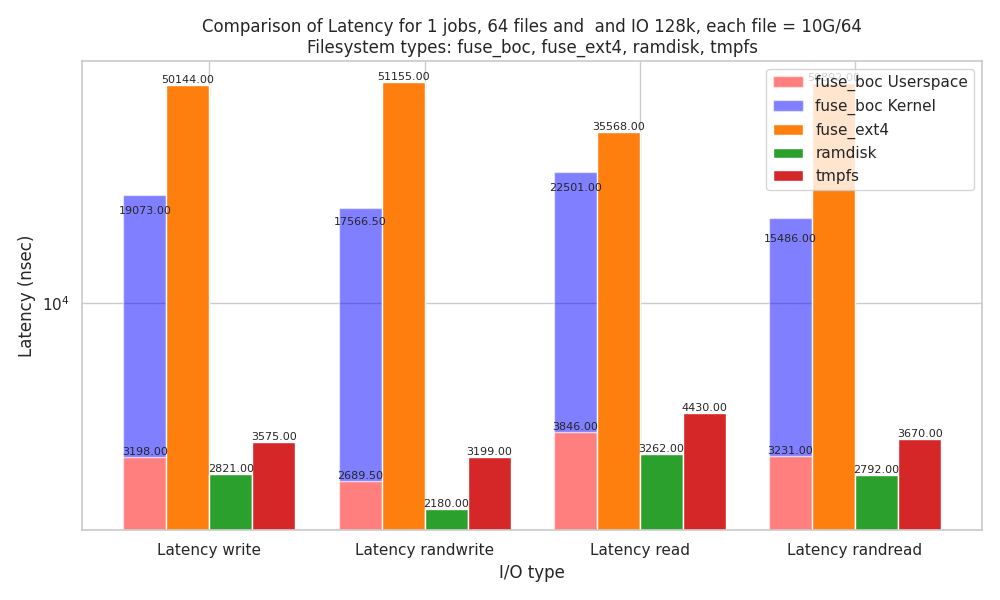 Comparison of Latency for 1 jobs, 64 files and  and IO 128k, each file = 10G/64
Filesystem types: fuse_boc, fuse_ext4, ramdisk, tmpfs
fuse_boc Userspace
fuse_boc Kernel
fuse_ext4
ramdisk
tmpfs
Latency (nsec)
10^4
50144.00
51155.00
35568.00
19073.00
17566.50
22501.00
15486.00
3198.00
2821.00
3575.00
2689.50
2180.00
3199.00
3846.00
3262.00
4430.00
3231.00
2792.00
3670.00
Latency write
Latency randwrite
Latency read
Latency randread
I/O type